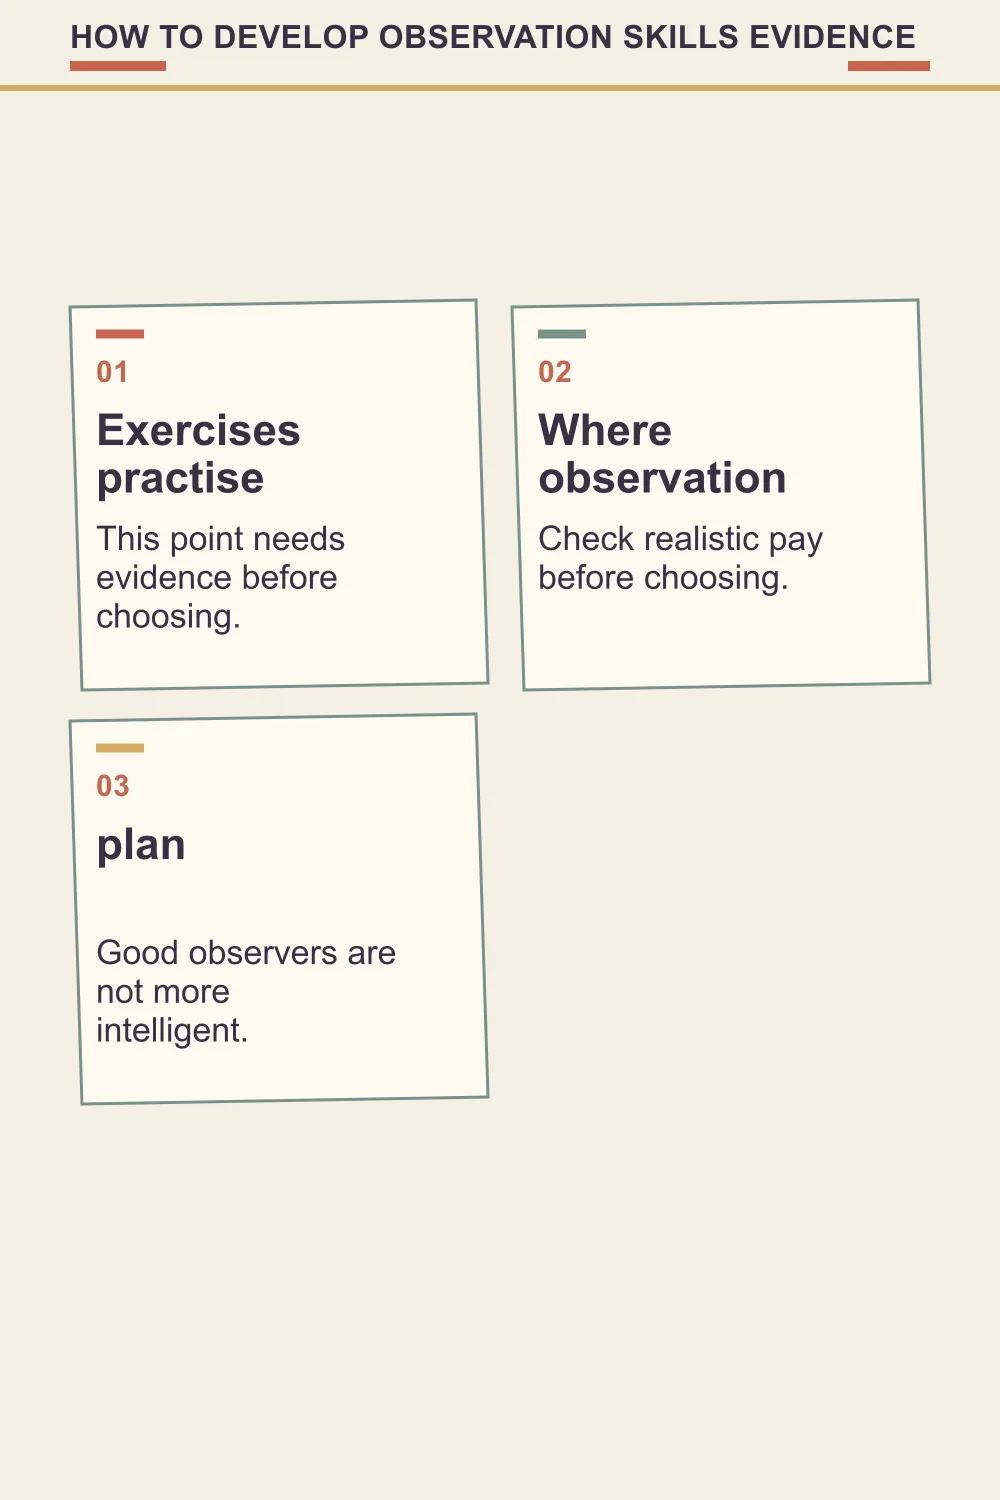 HOW TO DEVELOP OBSERVATION SKILLS EVIDENCE
01
Exercises
practise
This point needs
evidence before
choosing.
02
Where
observation
Check realistic pay
before choosing.
03
plan
Good observers are
not more
intelligent.